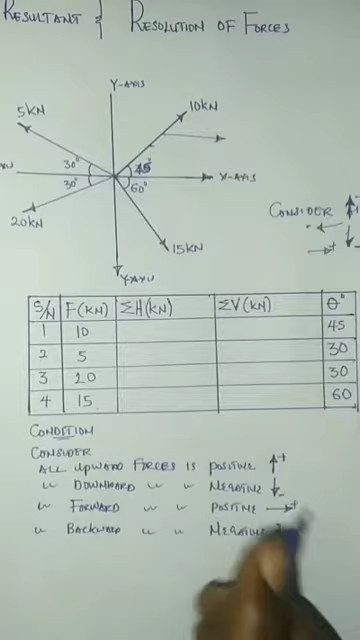 RESULTANT & RESOLUTION OF FORCES
Y-AXIS
10KN
5KN
30°
45°
X-AXIS
30°
60°
20KN
15KN
Y-AXIS
CONSIDER
+
-
-
+
S/N F(KN) ΣH(KN) ΣV(KN) θ°
1 10 45
2 5 30
3 20 30
4 15 60
CONDITION
CONSIDER
ALL UPWARD FORCES IS POSITIVE +
" DOWNWARD " " NEGATIVE -
" FORWARD " " POSITIVE +
" BACKWARD " " NEGATIVE